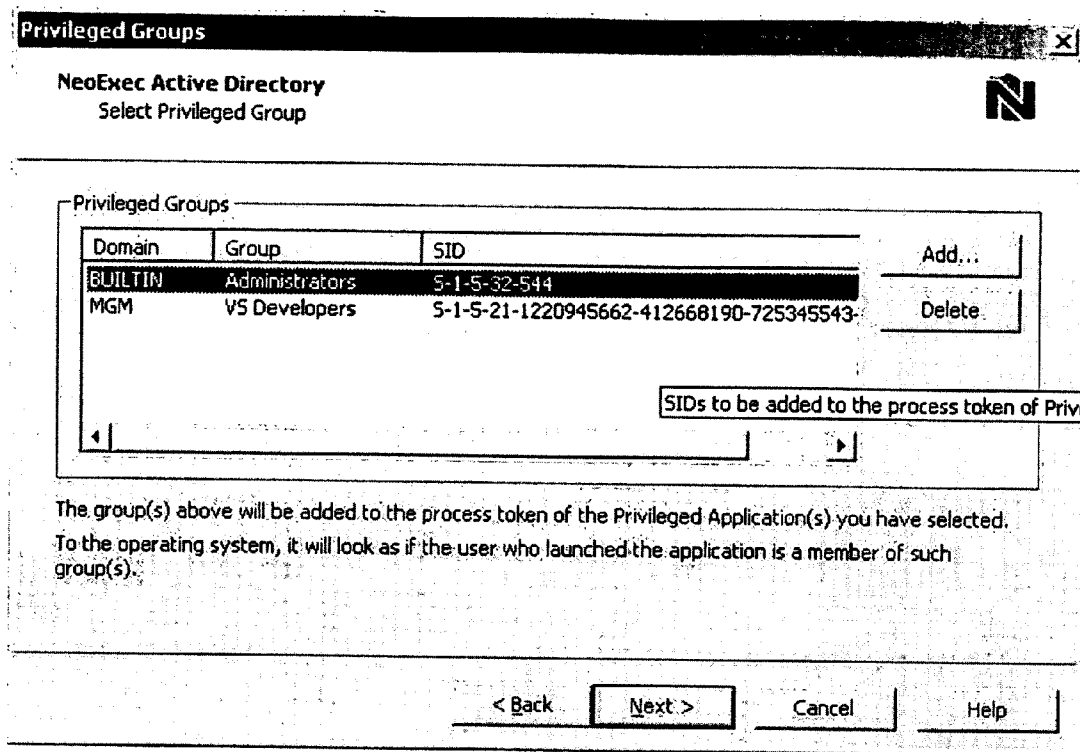 Privileged Groups
NeoExec Active Directory
Select Privileged Group
Privileged Groups
Domain Group SID
Add...
BUILTIN Administrators S-1-5-32-544
MGM VS Developers S-1-5-21-1220945662-412668190-725345543-
Delete
SIDs to be added to the process token of Privi
The group(s) above will be added to the process token of the Privileged Application(s) you have selected.
To the operating system, it will look as if the user who launched the application is a member of such
group(s).
< Back Next > Cancel Help